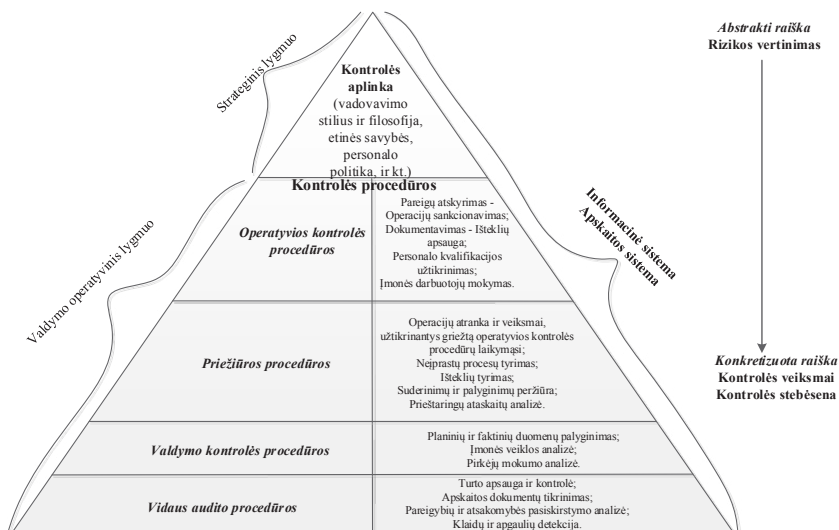 Strateginis lygmuo
Kontrolės
aplinka
(vadovavimo
stilius ir filosofija,
etinės savybės,
personalo
politika, ir kt.)
Abstrakti raiška
Rizikos vertinimas
Kontrolės procedūros
Valdymo operatyvinis lygmuo
Operatyvios kontrolės
procedūros
Pareigų atskyrimas -
Operacijų sankcionavimas;
Dokumentavimas - Išteklių
apsauga;
Personalo kvalifikacijos
užtikrinimas;
Įmonės darbuotojų mokymas.
Informacinė sistema
Apskaitos sistema
Priežiūros procedūros
Operacijų atranka ir veiksmai,
užtikrinantys griežtą operatyvios kontrolės
procedūrų laikymąsi;
Neįprastų procesų tyrimas;
Išteklių tyrimas;
Suderinimų ir palyginimų peržiūra;
Prieštaringų ataskaitų analizė.
Konkretizuota raiška
Kontrolės veiksmai
Kontrolės stebėsena
Valdymo kontrolės procedūros
Planinių ir faktinių duomenų palyginimas;
Įmonės veiklos analizė;
Pirkėjų mokumo analizė.
Vidaus audito procedūros
Turto apsauga ir kontrolė;
Apskaitos dokumentų tikrinimas;
Pareigybių ir atsakomybės pasiskirstymo analizė;
Klaidų ir apgaulių detekcija.